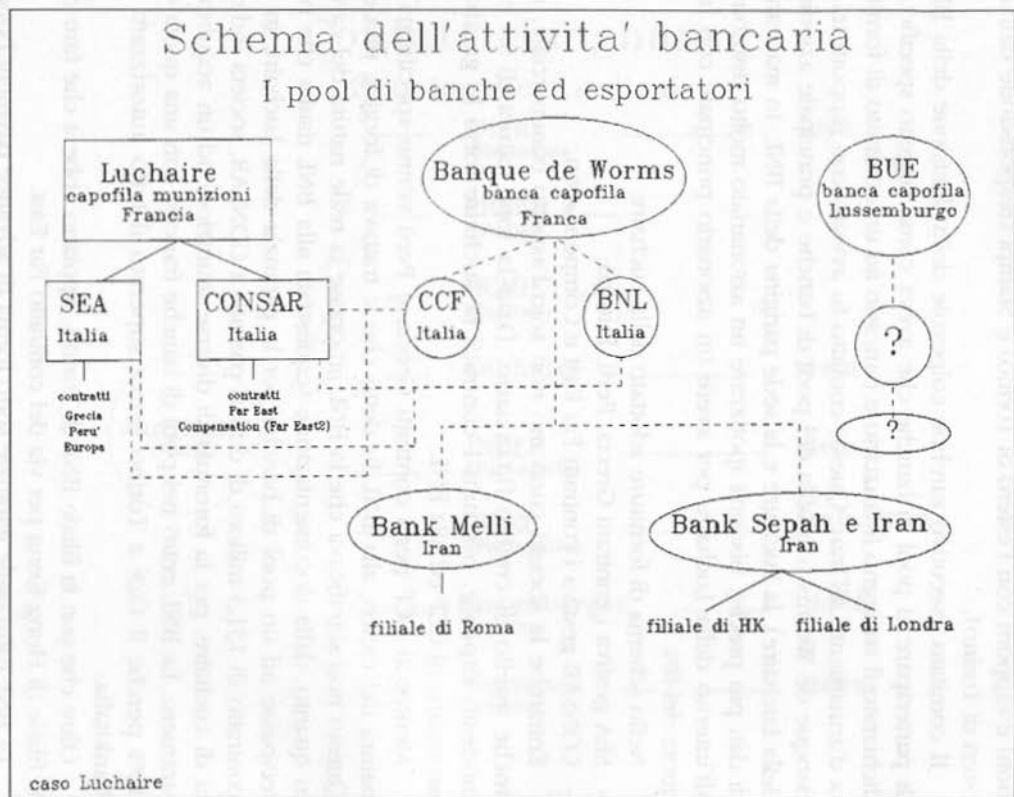 Schema dell'attivita' bancaria
I pool di banche ed esportatori
Luchaire
capofila munizioni
Francia
Banque de Worms
banca capofila
Franca
BUE
banca capofila
Lussemburgo
SEA
Italia
CONSAR
Italia
CCF
Italia
BNL
Italia
?
contratti
Grecia
Peru'
Europa
contratti
Far East
Compensation (Far East2)
?
Bank Melli
Iran
Bank Sepah e Iran
Iran
filiale di Roma
filiale di HK
filiale di Londra
caso Luchaire